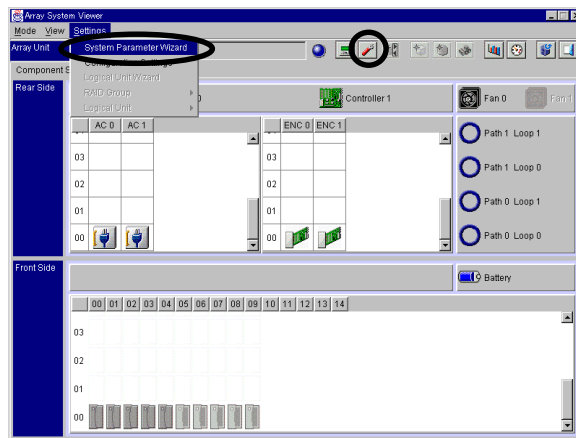 Array System Viewer
Mode View Settings
Array Unit
System Parameter Wizard
Logical Unit Wizard
RAID Group
Logical Unit
Component
Rear Side
Controller 1
Fan 0
Fan 1
AC 0 AC 1
ENC 0 ENC 1
03
02
01
00
03
02
01
00
Path 1 Loop 1
Path 1 Loop 0
Path 0 Loop 1
Path 0 Loop 0
Front Side
Battery
00 01 02 03 04 05 06 07 08 09 10 11 12 13 14
03
02
01
00